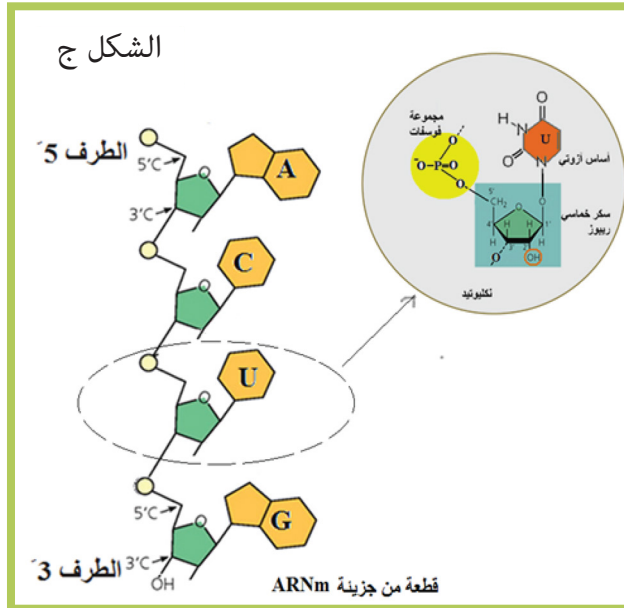 الشكل ج
الطرف 5´
5'C
3'C
A
C
U
G
5'C
3'C
الطرف 3´
OH
قطعة من جزيئة ARNm
مجموعة
فوسفات
O
O
-O-P=O
O
5'
CH2
O
H
N
O
U
N
أساس آزوتي
O
سكر خماسي
ريبوز
O
4'
H
H
H
H
1'
3'
2'
O
OH
نكليوتيد